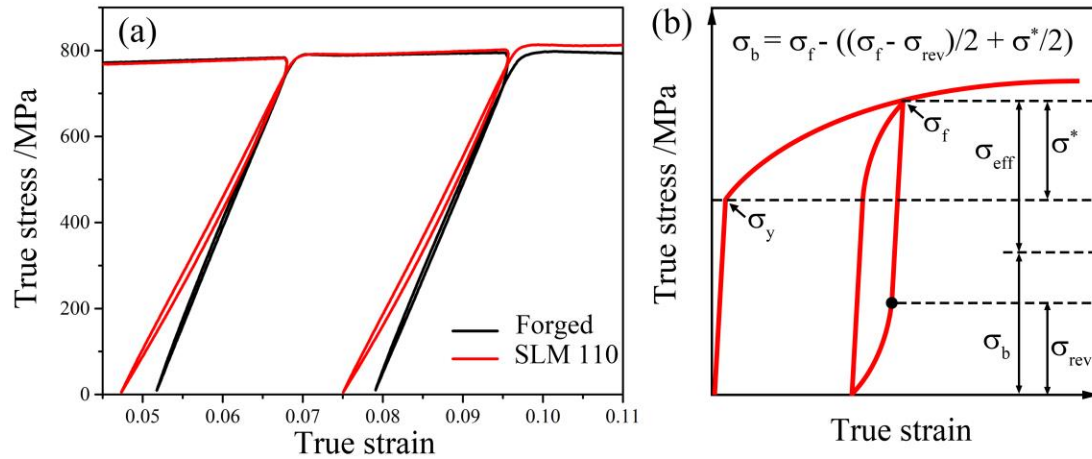 (a)
True stress /MPa
800
600
400
200
0
0.05 0.06 0.07 0.08 0.09 0.10 0.11
True strain
Forged
SLM 110
(b)
σb = σf - ((σf - σrev)/2 + σ*/2)
True stress /MPa
σf
σy
σeff
σ*
σb
σrev
True strain